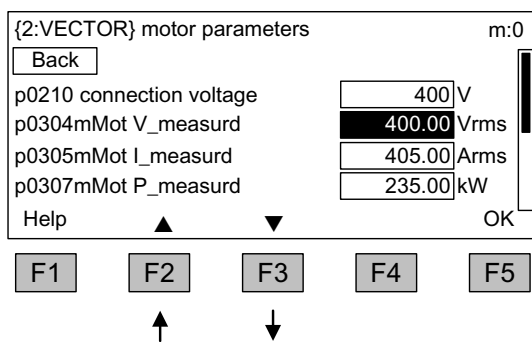 {2:VECTOR} motor parameters m:0
Back
p0210 connection voltage 400 V
p0304mMot V_measurd 400.00 Vrms
p0305mMot I_measurd 405.00 Arms
p0307mMot P_measurd 235.00 kW
Help ▲ ▼ OK
F1 F2 F3 F4 F5